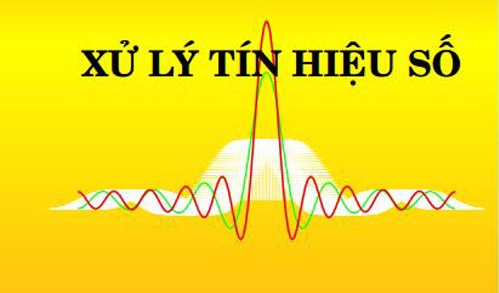 XỬ LÝ TÍN HIỆU SỐ